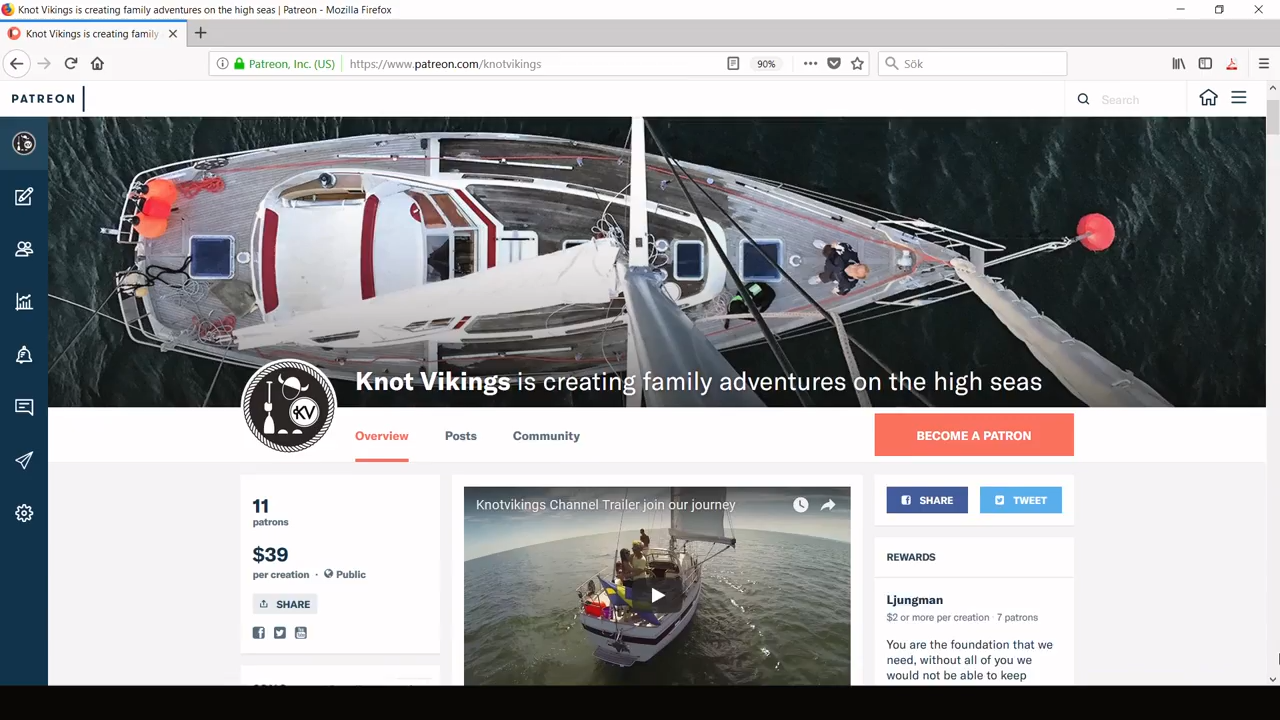 Knot Vikings is creating family adventures on the high seas | Patreon - Mozilla Firefox
Knot Vikings is creating family
Patreon, Inc. (US)
https://www.patreon.com/knotvikings
90%
Sök
PATREON
Search
KV
Knot Vikings is creating family adventures on the high seas
Overview
Posts
Community
BECOME A PATRON
11
patrons
$39
per creation · Public
SHARE
Knotvikings Channel Trailer join our journey
SHARE
TWEET
REWARDS
Ljungman
$2 or more per creation · 7 patrons
You are the foundation that we
need, without all of you we
would not be able to keep